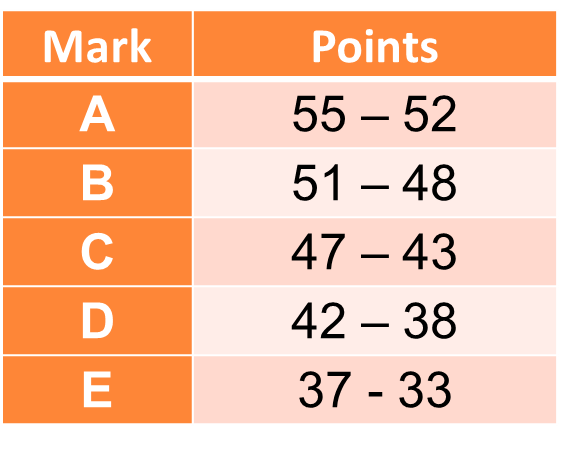 Mark Points
A 55 – 52
B 51 – 48
C 47 – 43
D 42 – 38
E 37 - 33